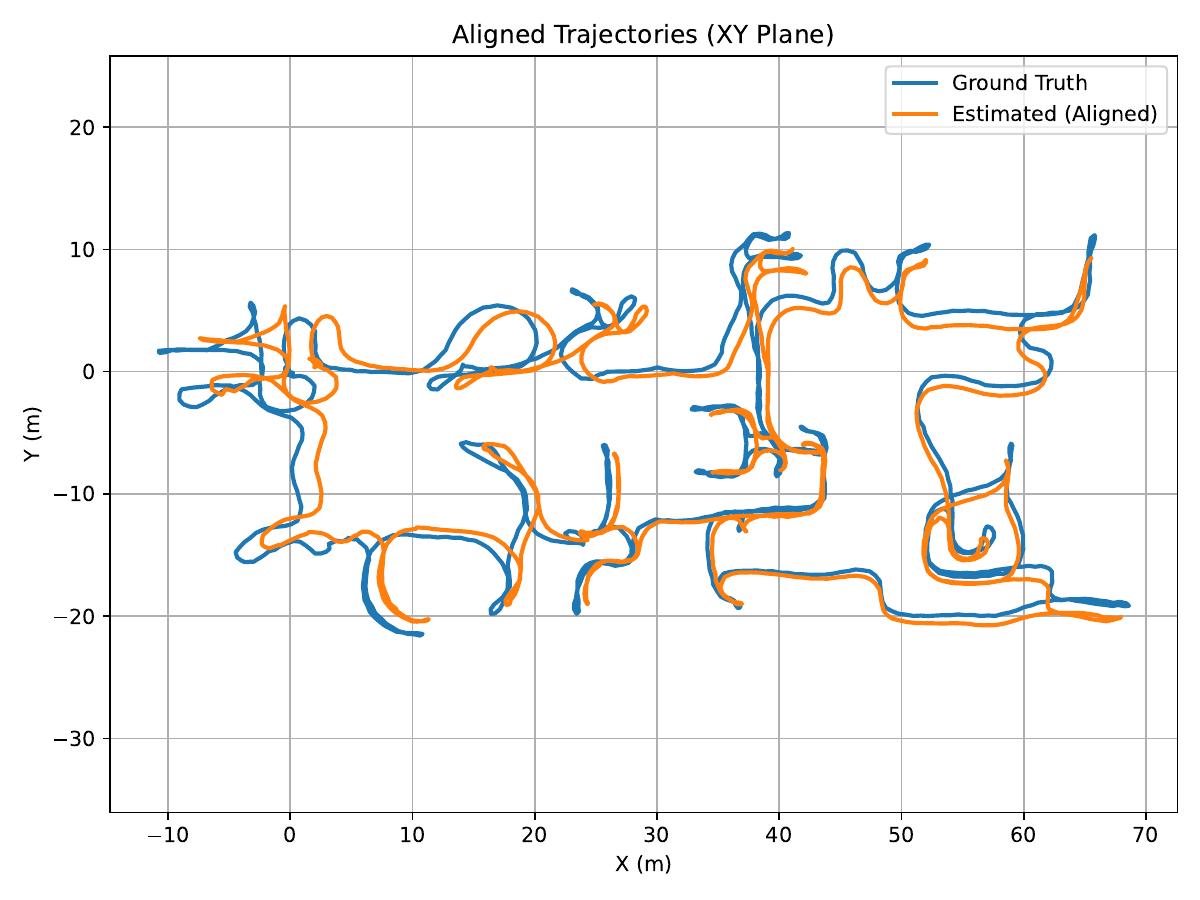 Aligned Trajectories (XY Plane)
Ground Truth
Estimated (Aligned)
20
10
0
−10
−20
−30
Y (m)
−10 0 10 20 30 40 50 60 70
X (m)